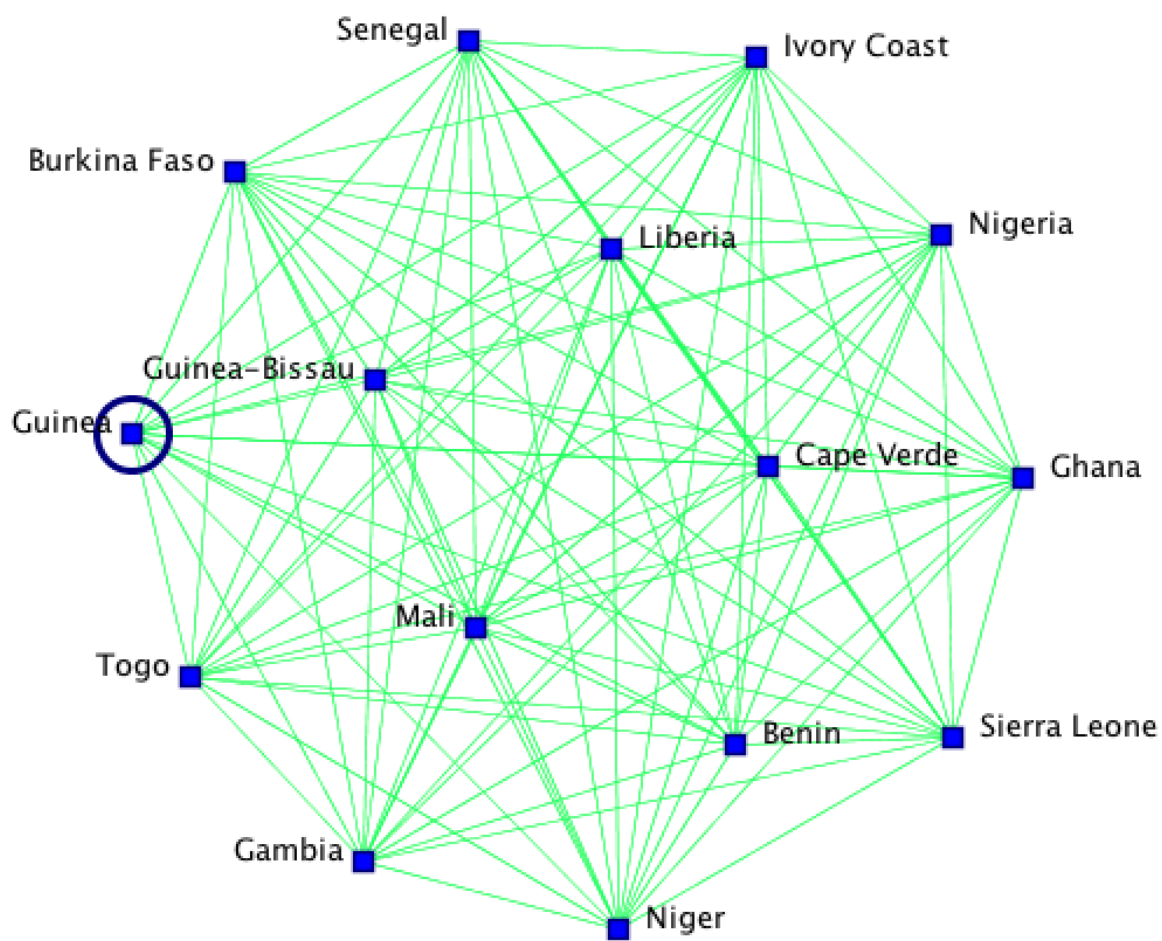 Senegal
Ivory Coast
Burkina Faso
Nigeria
Liberia
Guinea-Bissau
Guinea
Cape Verde
Ghana
Mali
Togo
Benin
Sierra Leone
Gambia
Niger